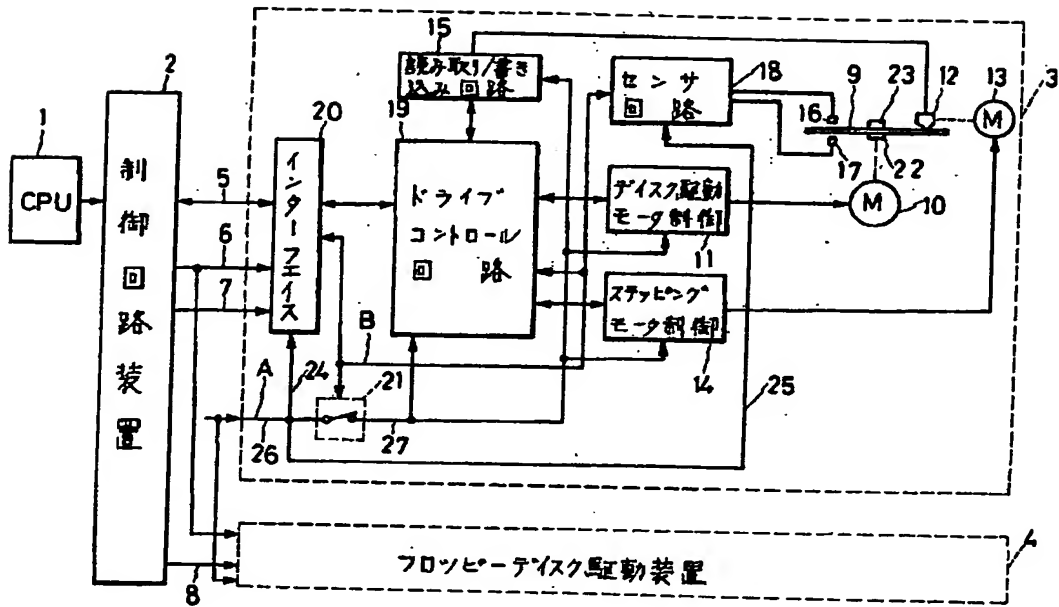 15
読み取り/書き
込み回路
2
制御回路装置
1
CPU
20
インターフェイス
19
ドライブ
コントロール
回路
センサ
回路
18
16
9
23
12
13
M
3
17
22
M
10
ディスク駆動
モータ制御
11
ステッピング
モータ制御
14
5
6
7
A
24
26
B
21
27
25
フロッピーディスク駆動装置
4
8